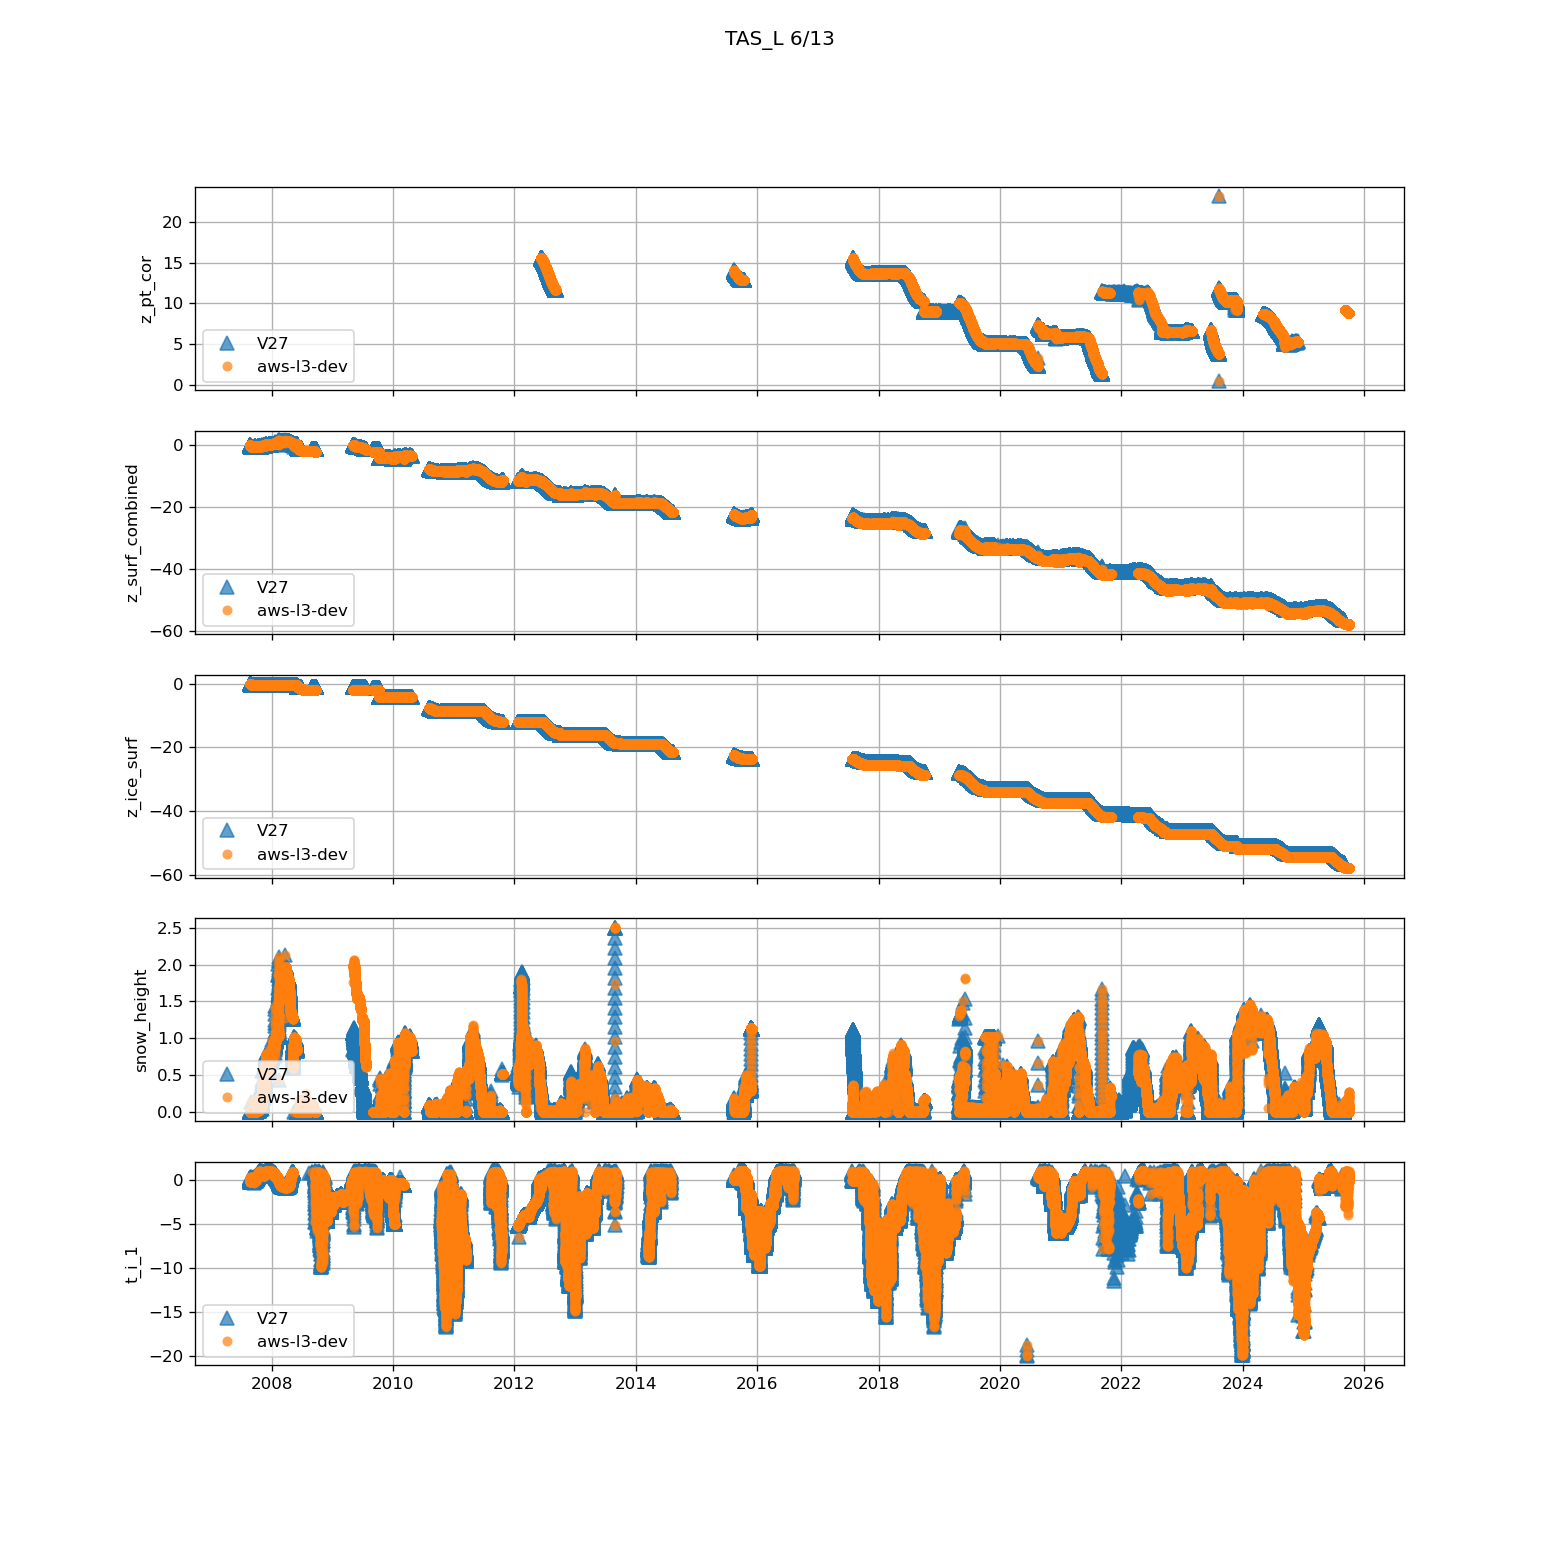 TAS_L 6/13
20
15
10
5
0
z_pt_cor
V27
aws-l3-dev
0
−20
−40
−60
z_surf_combined
V27
aws-l3-dev
0
−20
−40
−60
z_ice_surf
V27
aws-l3-dev
2.5
2.0
1.5
1.0
0.5
0.0
snow_height
V27
aws-l3-dev
0
−5
−10
−15
−20
t_i_1
V27
aws-l3-dev
2008 2010 2012 2014 2016 2018 2020 2022 2024 2026